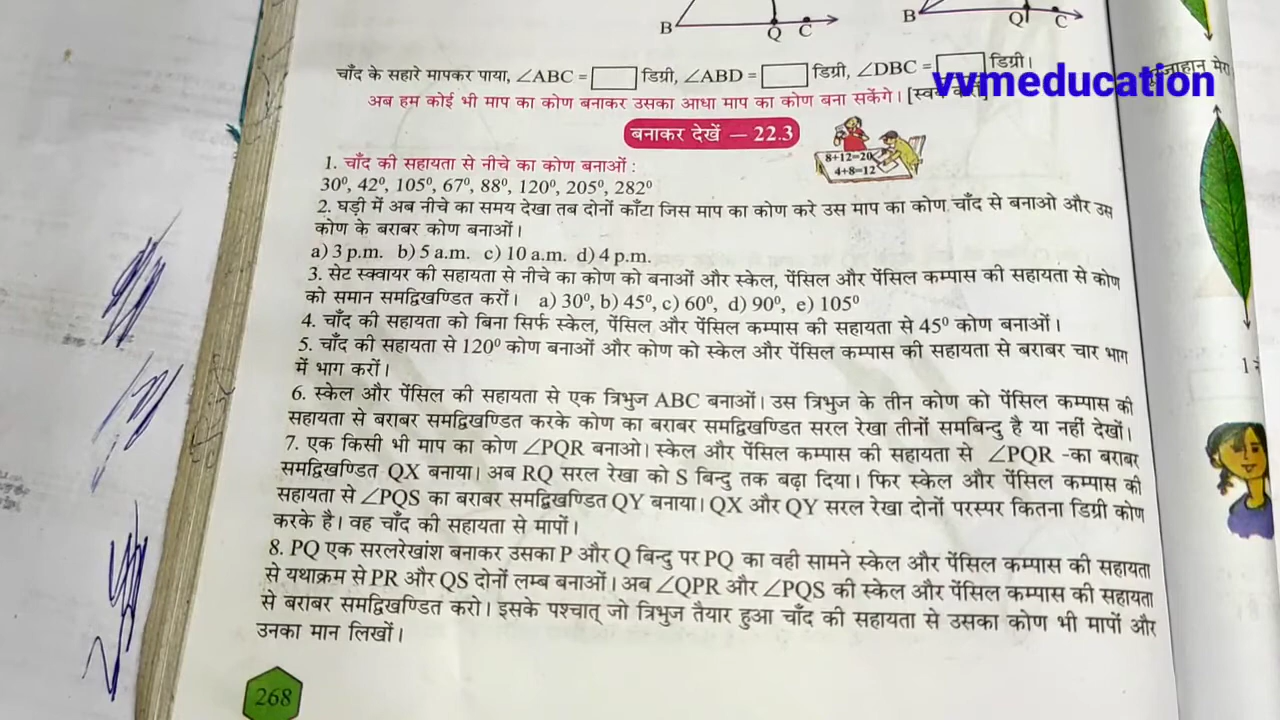 B Q C
B Q C
चाँद के सहारे मापकर पाया, ∠ABC = डिग्री, ∠ABD = डिग्री, ∠DBC = डिग्री।
vvmeducation
अब हम कोई भी माप का कोण बनाकर उसका आधा माप का कोण बना सकेंगे।
बनाकर देखें — 22.3
8+12=20
4+8=12
1. चाँद की सहायता से नीचे का कोण बनाओं :
30⁰, 42⁰, 105⁰, 67⁰, 88⁰, 120⁰, 205⁰, 282⁰
2. घड़ी में अब नीचे का समय देखा तब दोनों काँटा जिस माप का कोण करे उस माप का कोण चाँद से बनाओ और उस
कोण के बराबर कोण बनाओं।
a) 3 p.m. b) 5 a.m. c) 10 a.m. d) 4 p.m.
3. सेट स्क्वायर की सहायता से नीचे का कोण को बनाओं और स्केल, पेंसिल और पेंसिल कम्पास की सहायता से कोण
को समान समद्विखण्डित करों। a) 30⁰, b) 45⁰, c) 60⁰, d) 90⁰, e) 105⁰
4. चाँद की सहायता को बिना सिर्फ स्केल, पेंसिल और पेंसिल कम्पास की सहायता से 45⁰ कोण बनाओं।
5. चाँद की सहायता से 120⁰ कोण बनाओं और कोण को स्केल और पेंसिल कम्पास की सहायता से बराबर चार भाग
में भाग करों।
6. स्केल और पेंसिल की सहायता से एक त्रिभुज ABC बनाओं। उस त्रिभुज के तीन कोण को पेंसिल कम्पास की
सहायता से बराबर समद्विखण्डित करके कोण का बराबर समद्विखण्डित सरल रेखा तीनों समबिन्दु है या नहीं देखों।
7. एक किसी भी माप का कोण ∠PQR बनाओ। स्केल और पेंसिल कम्पास की सहायता से ∠PQR -का बराबर
समद्विखण्डित QX बनाया। अब RQ सरल रेखा को S बिन्दु तक बढ़ा दिया। फिर स्केल और पेंसिल कम्पास की
सहायता से ∠PQS का बराबर समद्विखण्डित QY बनाया। QX और QY सरल रेखा दोनों परस्पर कितना डिग्री कोण
करके है। वह चाँद की सहायता से मापों।
8. PQ एक सरलरेखांश बनाकर उसका P और Q बिन्दु पर PQ का वही सामने स्केल और पेंसिल कम्पास की सहायता
से यथाक्रम से PR और QS दोनों लम्ब बनाओं। अब ∠QPR और ∠PQS की स्केल और पेंसिल कम्पास की सहायता
से बराबर समद्विखण्डित करो। इसके पश्चात् जो त्रिभुज तैयार हुआ चाँद की सहायता से उसका कोण भी मापों और
उनका मान लिखों।
268